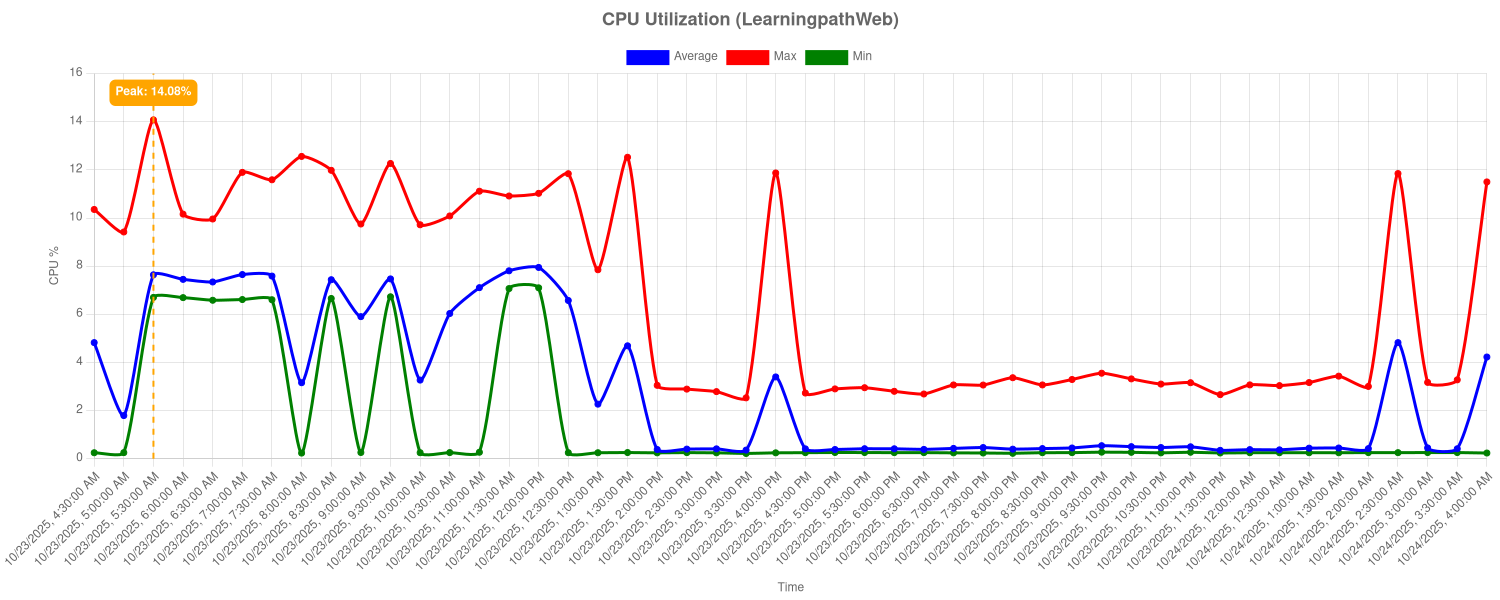 CPU Utilization (LearningpathWeb)
Average Max Min
16
Peak: 14.08%
14
12
10
8
6
4
2
0
CPU %
10/23/2025, 4:30:00 AM
10/23/2025, 5:00:00 AM
10/23/2025, 5:30:00 AM
10/23/2025, 6:00:00 AM
10/23/2025, 6:30:00 AM
10/23/2025, 7:00:00 AM
10/23/2025, 7:30:00 AM
10/23/2025, 8:00:00 AM
10/23/2025, 8:30:00 AM
10/23/2025, 9:00:00 AM
10/23/2025, 9:30:00 AM
10/23/2025, 10:00:00 AM
10/23/2025, 10:30:00 AM
10/23/2025, 11:00:00 AM
10/23/2025, 11:30:00 AM
10/23/2025, 12:00:00 PM
10/23/2025, 12:30:00 PM
10/23/2025, 1:00:00 PM
10/23/2025, 1:30:00 PM
10/23/2025, 2:00:00 PM
10/23/2025, 2:30:00 PM
10/23/2025, 3:00:00 PM
10/23/2025, 3:30:00 PM
10/23/2025, 4:00:00 PM
10/23/2025, 4:30:00 PM
10/23/2025, 5:00:00 PM
10/23/2025, 5:30:00 PM
10/23/2025, 6:00:00 PM
10/23/2025, 6:30:00 PM
10/23/2025, 7:00:00 PM
10/23/2025, 7:30:00 PM
10/23/2025, 8:00:00 PM
10/23/2025, 8:30:00 PM
10/23/2025, 9:00:00 PM
10/23/2025, 9:30:00 PM
10/23/2025, 10:00:00 PM
10/23/2025, 10:30:00 PM
10/23/2025, 11:00:00 PM
10/23/2025, 11:30:00 PM
10/24/2025, 12:00:00 AM
10/24/2025, 12:30:00 AM
10/24/2025, 1:00:00 AM
10/24/2025, 1:30:00 AM
10/24/2025, 2:00:00 AM
10/24/2025, 2:30:00 AM
10/24/2025, 3:00:00 AM
10/24/2025, 3:30:00 AM
10/24/2025, 4:00:00 AM
Time